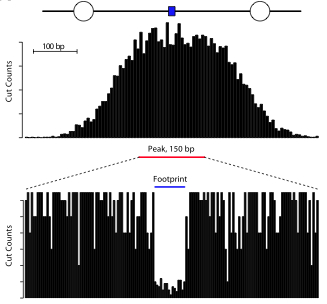 100 bp
Cut Counts
Peak, 150 bp
Footprint
Cut Counts